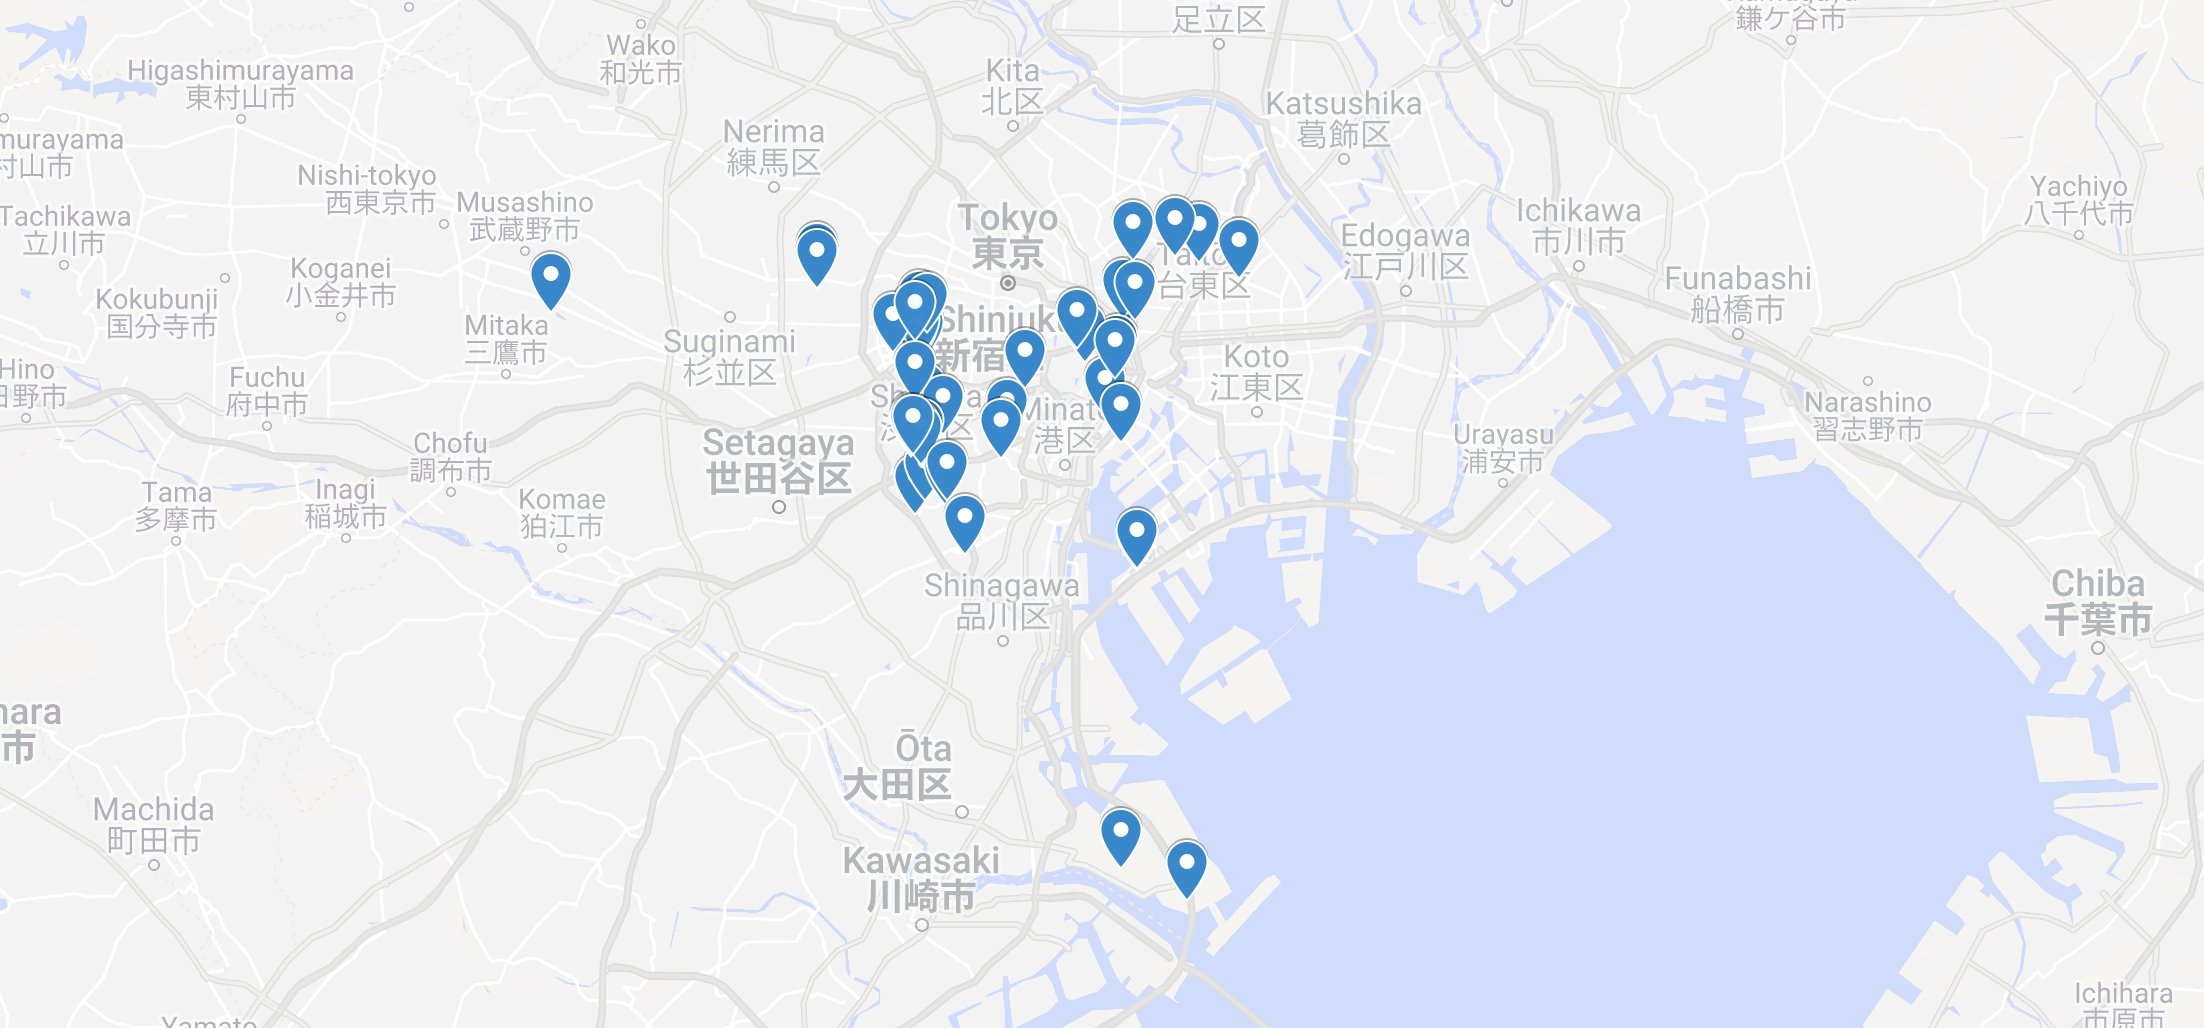 足立区
Kamagaya
鎌ケ谷市
Wako
和光市
Higashimurayama
東村山市
Kita
北区
Katsushika
葛飾区
murayama
村山市
Nerima
練馬区
Nishi-tokyo
西東京市
Musashino
武蔵野市
Tachikawa
立川市
Tokyo
東京
Taito
台東区
Edogawa
江戸川区
Ichikawa
市川市
Yachiyo
八千代市
Koganei
小金井市
Kokubunji
国分寺市
Funabashi
船橋市
Mitaka
三鷹市
Suginami
杉並区
Shinjuku
新宿
Koto
江東区
Hino
日野市
Fuchu
府中市
Sh
a
区
Minato
港区
Narashino
習志野市
Chofu
調布市
Setagaya
世田谷区
Urayasu
浦安市
Tama
多摩市
Inagi
稲城市
Komae
狛江市
Shinagawa
品川区
Chiba
千葉市
hara
市
Ōta
大田区
Machida
町田市
Kawasaki
川崎市
Ichihara
市原市
Yamato